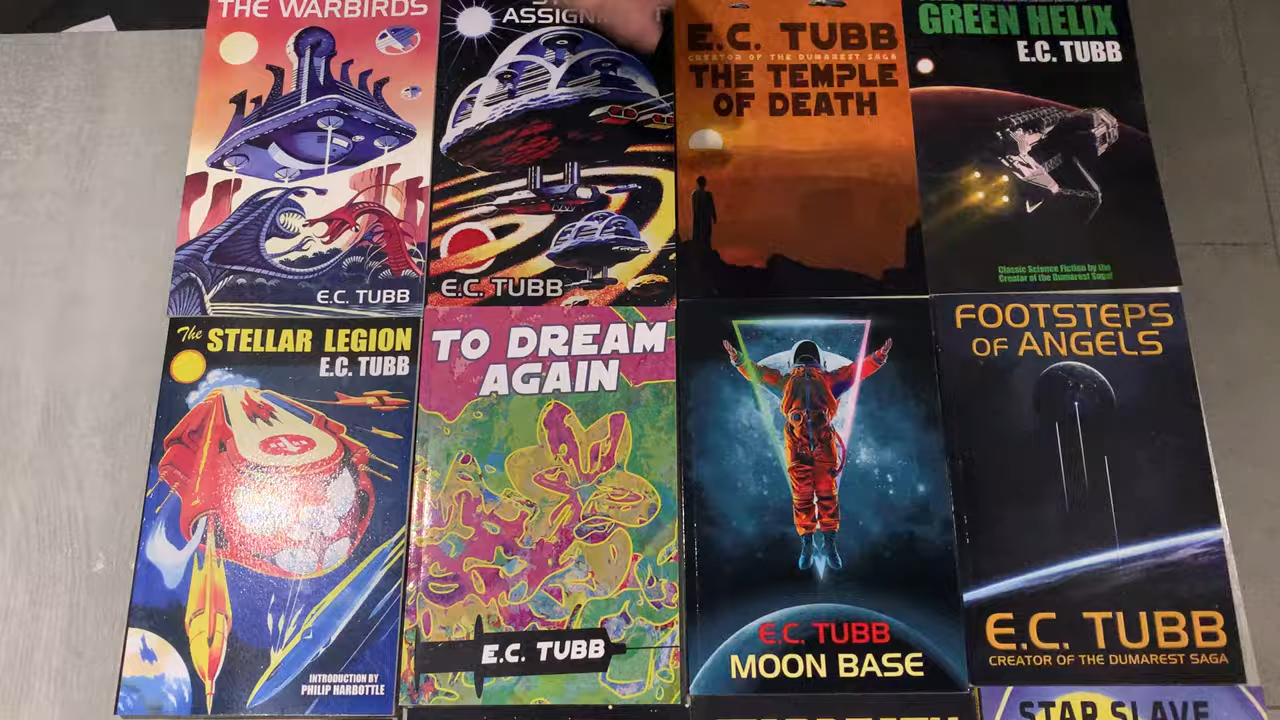 THE WARBIRDS
E.C. TUBB
ASSIGN
E.C. TUBB
E.C. TUBB
CREATOR OF THE DUMAREST SAGA
THE TEMPLE
OF DEATH
GREEN HELIX
E.C. TUBB
Classic Science Fiction by the
Creator of the Dumarest Saga!
The STELLAR LEGION
E.C. TUBB
INTRODUCTION BY
PHILIP HARBOTTLE
TO DREAM
AGAIN
E.C. TUBB
E.C. TUBB
MOON BASE
FOOTSTEPS
OF ANGELS
E.C. TUBB
CREATOR OF THE DUMAREST SAGA
STAR SLAVE